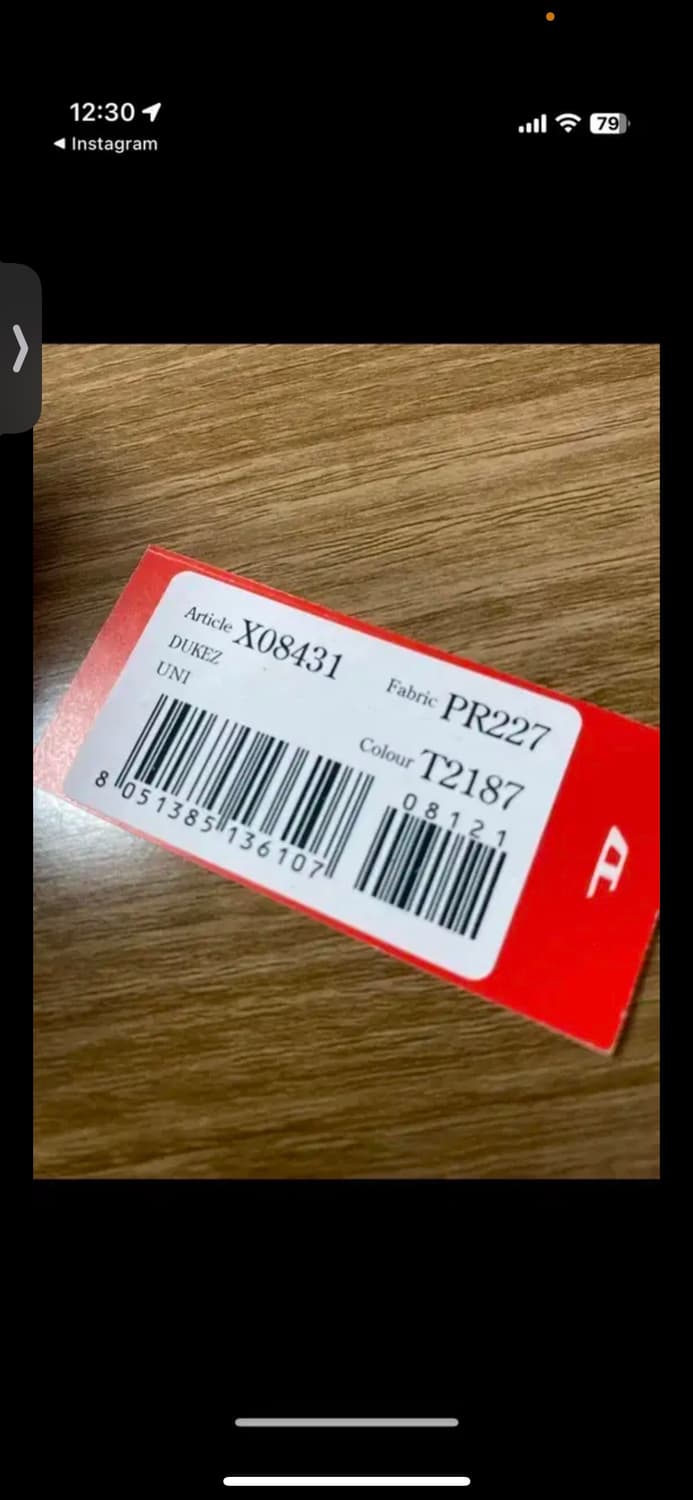 12:30
79
◀ Instagram
Article X08431
DUKEZ
UNI
Fabric PR227
Colour T2187
08121
8 051385 136107